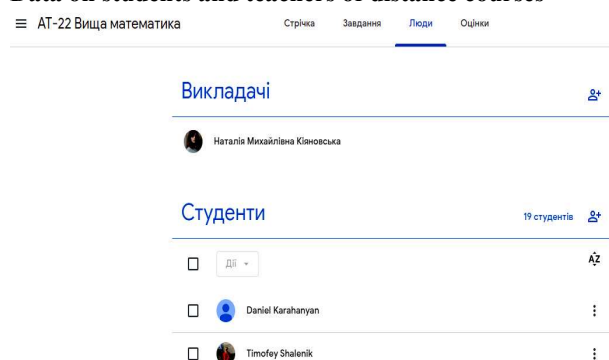 Data on students and teachers of distance courses
АТ-22 Вища математика Стрічка Завдання Люди Оцінки
Викладачі
Наталія Михайлівна Кіяновська
Студенти 19 студентів
Дії AZ
Daniel Karahanyan
Timofey Shalenik